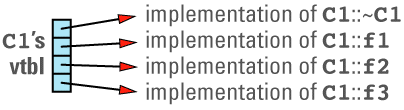 implementation of C1::~C1
C1's implementation of C1::f1
vtbl implementation of C1::f2
implementation of C1::f3